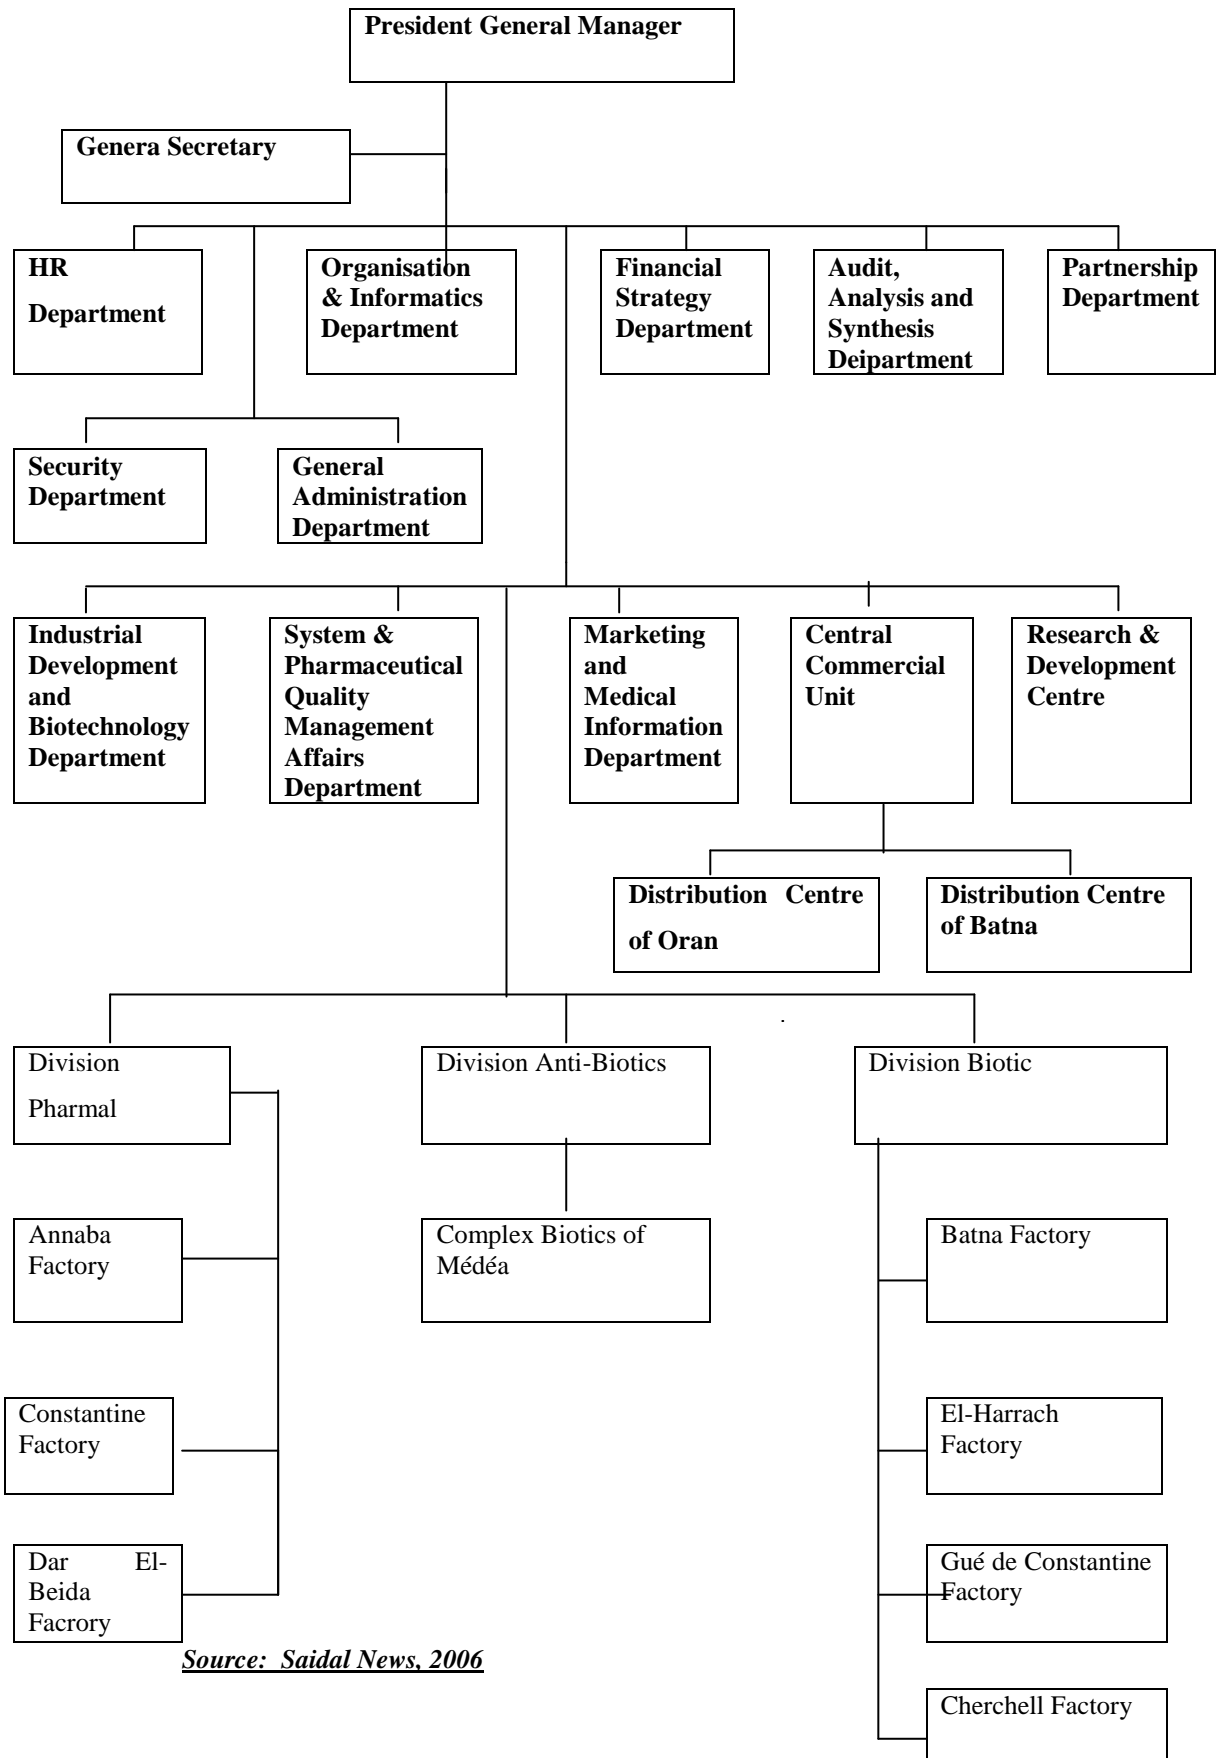 President General Manager
Genera Secretary
HR
Department
Organisation
& Informatics
Department
Financial
Strategy
Department
Audit,
Analysis and
Synthesis
Deipartment
Partnership
Department
Security
Department
General
Administration
Department
Industrial
Development
and
Biotechnology
Department
System &
Pharmaceutical
Quality
Management
Affairs
Department
Marketing
and
Medical
Information
Department
Central
Commercial
Unit
Research &
Development
Centre
Distribution Centre
of Oran
Distribution Centre
of Batna
Division
Pharmal
Division Anti-Biotics
Division Biotic
Annaba
Factory
Complex Biotics of
Médéa
Batna Factory
Constantine
Factory
El-Harrach
Factory
Dar El-
Beida
Facrory
Gué de Constantine
Factory
Source: Saidal News, 2006
Cherchell Factory